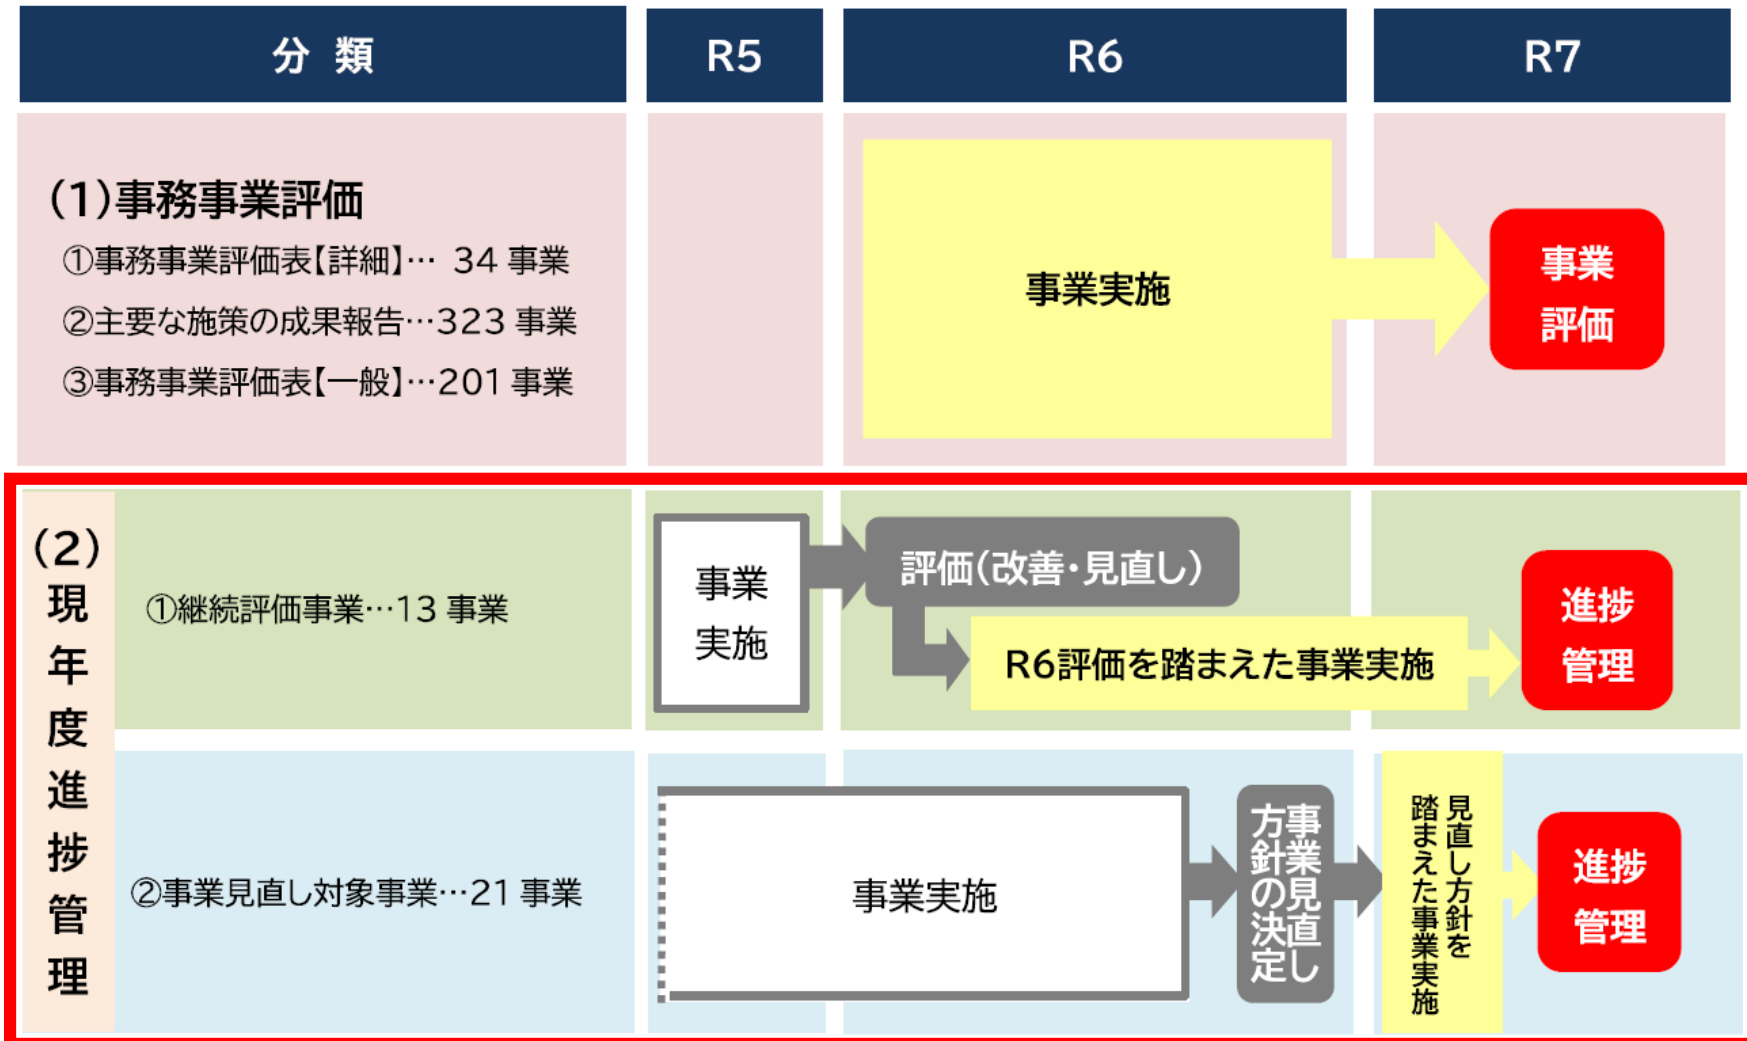 分 類
R5
R6
R7
(1)事務事業評価
①事務事業評価表【詳細】… 34 事業
②主要な施策の成果報告…323 事業
③事務事業評価表【一般】…201 事業
事業実施
事業
評価
(2)現年度進捗管理
①継続評価事業…13 事業
事業
実施
評価(改善・見直し)
R6評価を踏まえた事業実施
進捗
管理
②事業見直し対象事業…21 事業
事業実施
事業見直し
方針の決定
見直し方針を
踏まえた事業実施
進捗
管理